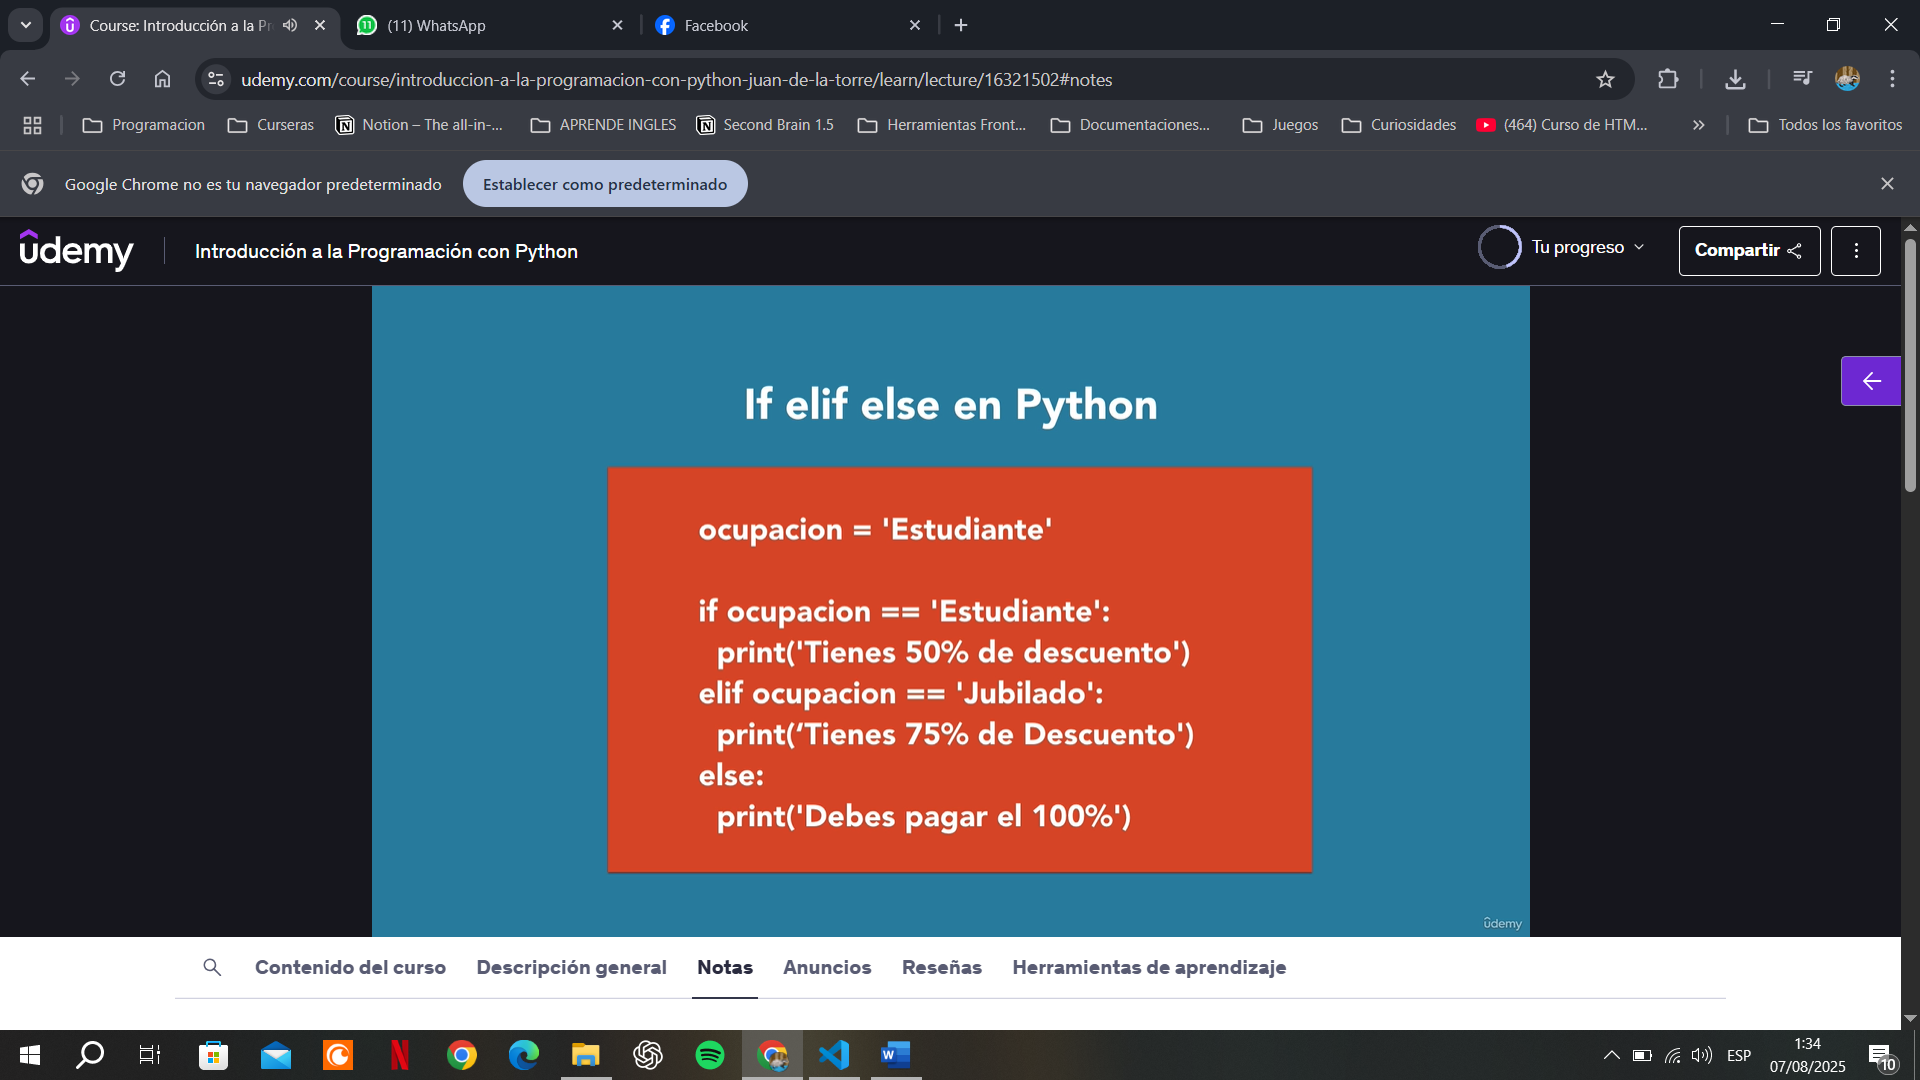 Course: Introducción a la Pr
(11) WhatsApp
Facebook
udemy.com/course/introduccion-a-la-programacion-con-python-juan-de-la-torre/learn/lecture/16321502#notes
Programacion
Curseras
Notion – The all-in-...
APRENDE INGLES
Second Brain 1.5
Herramientas Front...
Documentaciones...
Juegos
Curiosidades
(464) Curso de HTM...
Todos los favoritos
Google Chrome no es tu navegador predeterminado
Establecer como predeterminado
udemy
Introducción a la Programación con Python
Tu progreso
Compartir
If elif else en Python
ocupacion = 'Estudiante'
if ocupacion == 'Estudiante':
print('Tienes 50% de descuento')
elif ocupacion == 'Jubilado':
print(‘Tienes 75% de Descuento')
else:
print('Debes pagar el 100%')
udemy
Contenido del curso
Descripción general
Notas
Anuncios
Reseñas
Herramientas de aprendizaje
ESP
1:34
07/08/2025
10